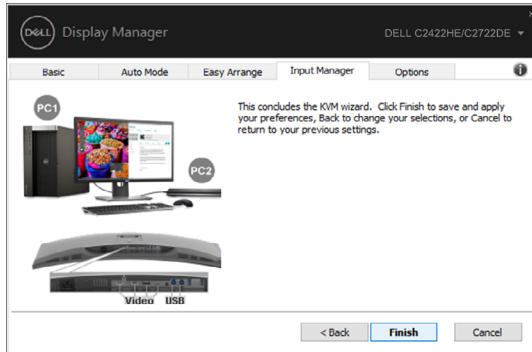 DELL Display Manager DELL C2422HE/C2722DE
Basic Auto Mode Easy Arrange Input Manager Options
PC1
This concludes the KVM wizard. Click Finish to save and apply
your preferences, Back to change your selections, or Cancel to
return to your previous settings.
PC2
Video USB
< Back Finish Cancel